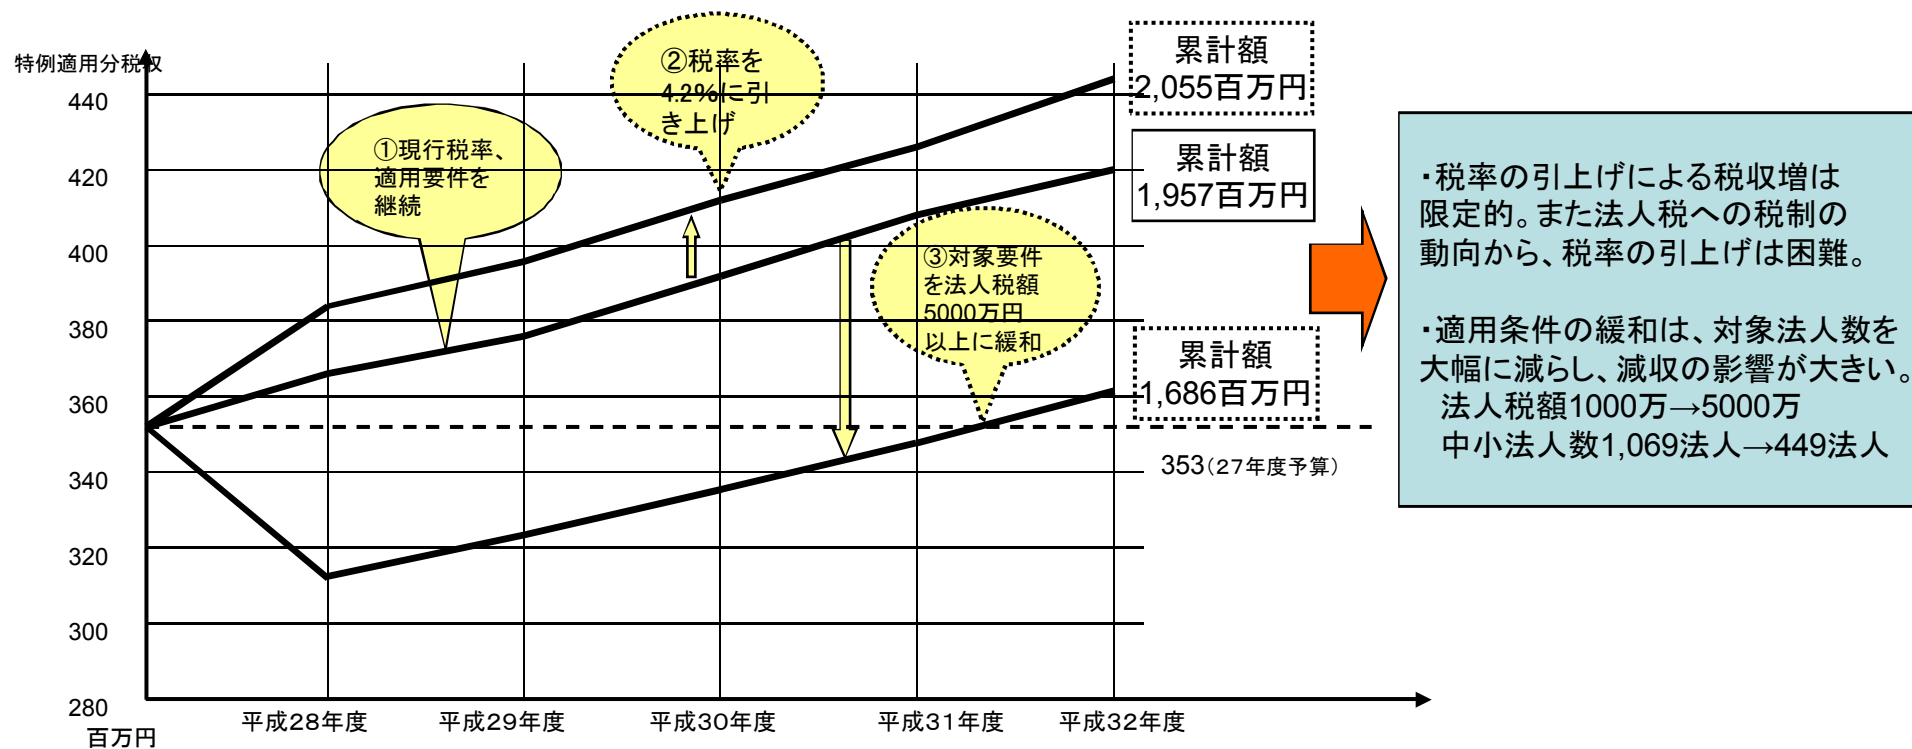 特例適用分税収
440
420
400
380
360
340
320
300
280
百万円
平成28年度
平成29年度
平成30年度
平成31年度
平成32年度
①現行税率、
適用要件を
継続
②税率を
4.2%に引
き上げ
③対象要件
を法人税額
5000万円
以上に緩和
累計額
2,055百万円
累計額
1,957百万円
累計額
1,686百万円
353(27年度予算)
・税率の引上げによる税収増は
限定的。また法人税への税制の
動向から、税率の引上げは困難。
・適用条件の緩和は、対象法人数を
大幅に減らし、減収の影響が大きい。
法人税額1000万→5000万
中小法人数1,069法人→449法人